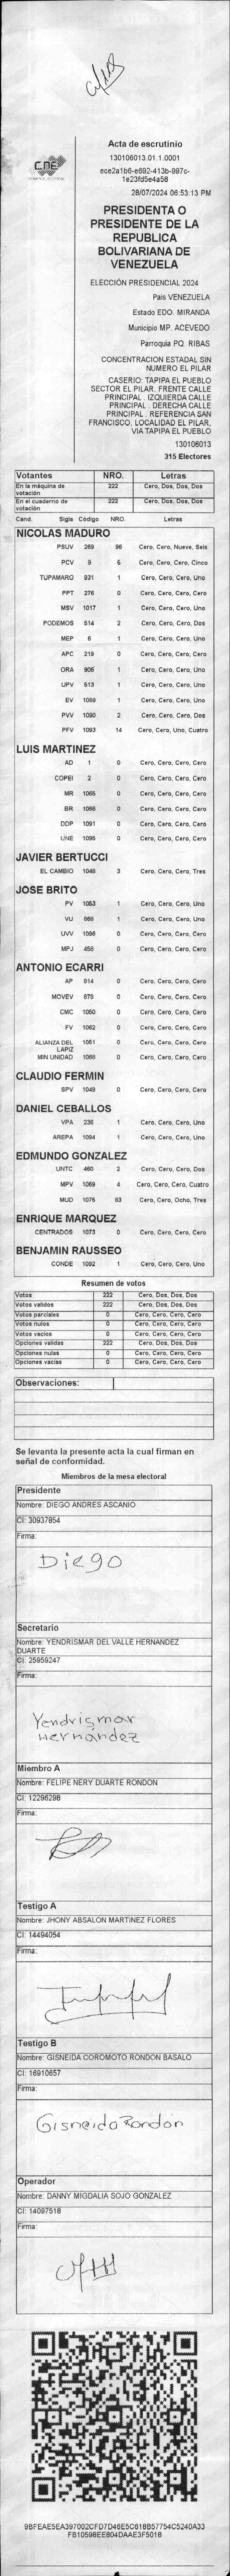 CNE
Acta de escrutinio
130106013.01.1.0001
ece2a1b6-e692-413b-997c-
1e23fd5e4a58
28/07/2024 06:53:13 PM
PRESIDENTA O
PRESIDENTE DE LA
REPUBLICA
BOLIVARIANA DE
VENEZUELA
ELECCIÓN PRESIDENCIAL 2024
Pais VENEZUELA
Estado EDO. MIRANDA
Municipio MP. ACEVEDO
Parroquia PQ. RIBAS
CONCENTRACION ESTADAL SIN
NUMERO EL PILAR
CASERIO: TAPIPA EL PUEBLO
SECTOR EL PILAR. FRENTE CALLE
PRINCIPAL . IZQUIERDA CALLE
PRINCIPAL . DERECHA CALLE
PRINCIPAL . REFERENCIA SAN
FRANCISCO, LOCALIDAD EL PILAR,
VIA TAPIPA EL PUEBLO
130106013
315 Electores
Votantes NRO. Letras
En la máquina de votación 222 Cero, Dos, Dos, Dos
En el cuaderno de votación 222 Cero, Dos, Dos, Dos
Cand. Sigla Código NRO. Letras
NICOLAS MADURO
PSUV 269 96 Cero, Cero, Nueve, Seis
PCV 9 5 Cero, Cero, Cero, Cinco
TUPAMARO 931 1 Cero, Cero, Cero, Uno
PPT 276 0 Cero, Cero, Cero, Cero
MSV 1017 1 Cero, Cero, Cero, Uno
PODEMOS 514 2 Cero, Cero, Cero, Dos
MEP 6 1 Cero, Cero, Cero, Uno
APC 219 0 Cero, Cero, Cero, Cero
ORA 906 1 Cero, Cero, Cero, Uno
UPV 513 1 Cero, Cero, Cero, Uno
EV 1089 1 Cero, Cero, Cero, Uno
PVV 1090 2 Cero, Cero, Cero, Dos
PFV 1093 14 Cero, Cero, Uno, Cuatro
LUIS MARTINEZ
AD 1 0 Cero, Cero, Cero, Cero
COPEI 2 0 Cero, Cero, Cero, Cero
MR 1065 0 Cero, Cero, Cero, Cero
BR 1066 0 Cero, Cero, Cero, Cero
DDP 1091 0 Cero, Cero, Cero, Cero
UNE 1095 0 Cero, Cero, Cero, Cero
JAVIER BERTUCCI
EL CAMBIO 1048 3 Cero, Cero, Cero, Tres
JOSE BRITO
PV 1053 1 Cero, Cero, Cero, Uno
VU 868 1 Cero, Cero, Cero, Uno
UVV 1096 0 Cero, Cero, Cero, Cero
MPJ 458 0 Cero, Cero, Cero, Cero
ANTONIO ECARRI
AP 814 0 Cero, Cero, Cero, Cero
MOVEV 876 0 Cero, Cero, Cero, Cero
CMC 1050 0 Cero, Cero, Cero, Cero
FV 1062 0 Cero, Cero, Cero, Cero
ALIANZA DEL LAPIZ 1051 0 Cero, Cero, Cero, Cero
MIN UNIDAD 1068 0 Cero, Cero, Cero, Cero
CLAUDIO FERMIN
SPV 1049 0 Cero, Cero, Cero, Cero
DANIEL CEBALLOS
VPA 236 1 Cero, Cero, Cero, Uno
AREPA 1094 1 Cero, Cero, Cero, Uno
EDMUNDO GONZALEZ
UNTC 460 2 Cero, Cero, Cero, Dos
MPV 1069 4 Cero, Cero, Cero, Cuatro
MUD 1075 83 Cero, Cero, Ocho, Tres
ENRIQUE MARQUEZ
CENTRADOS 1073 0 Cero, Cero, Cero, Cero
BENJAMIN RAUSSEO
CONDE 1092 1 Cero, Cero, Cero, Uno
Resumen de votos
Votos 222 Cero, Dos, Dos, Dos
Votos validos 222 Cero, Dos, Dos, Dos
Votos parciales 0 Cero, Cero, Cero, Cero
Votos nulos 0 Cero, Cero, Cero, Cero
Votos vacios 0 Cero, Cero, Cero, Cero
Opciones validas 222 Cero, Dos, Dos, Dos
Opciones nulas 0 Cero, Cero, Cero, Cero
Opciones vacias 0 Cero, Cero, Cero, Cero
Observaciones:
Se levanta la presente acta la cual firman en
señal de conformidad.
Miembros de la mesa electoral
Presidente
Nombre: DIEGO ANDRES ASCANIO
CI: 30937854
Firma:
Diego
Secretario
Nombre: YENDRISMAR DEL VALLE HERNANDEZ
DUARTE
CI: 25959247
Firma:
Yendrismar
Hernández
Miembro A
Nombre: FELIPE NERY DUARTE RONDON
CI: 12296298
Firma:
Testigo A
Nombre: JHONY ABSALON MARTINEZ FLORES
CI: 14494054
Firma:
Testigo B
Nombre: GISNEIDA COROMOTO RONDON BASALO
CI: 16910657
Firma:
Gisneida Rondón
Operador
Nombre: DANNY MIGDALIA SOJO GONZALEZ
CI: 14097518
Firma:
9BFEAE5EA397002CFD7D46E5C618B57754C5240A33
FB10598EE804DAAE3F5018